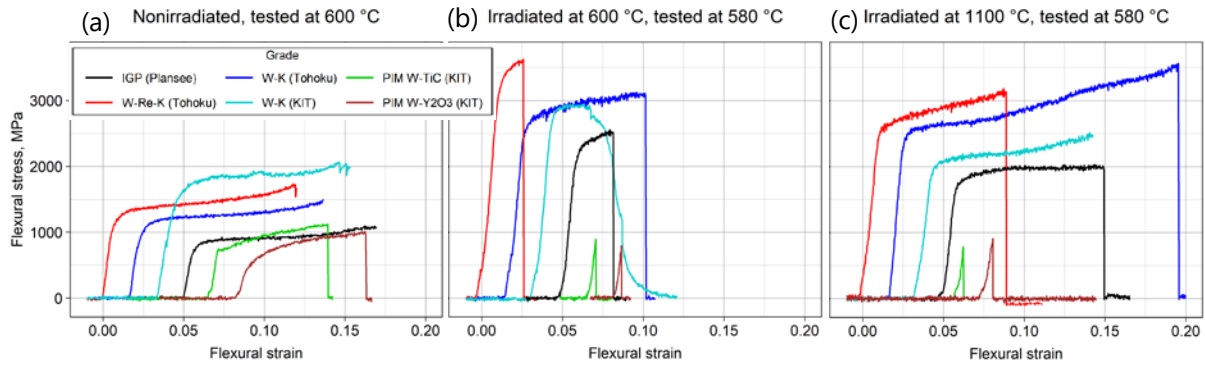 (a) Nonirradiated, tested at 600 °C
(b) Irradiated at 600 °C, tested at 580 °C
(c) Irradiated at 1100 °C, tested at 580 °C
Grade
IGP (Plansee) W-K (Tohoku) PIM W-TiC (KIT)
W-Re-K (Tohoku) W-K (KIT) PIM W-Y2O3 (KIT)
Flexural stress, MPa
3000
2000
1000
0
0.00 0.05 0.10 0.15 0.20
0.00 0.05 0.10 0.15 0.20
0.00 0.05 0.10 0.15 0.20
Flexural strain
Flexural strain
Flexural strain